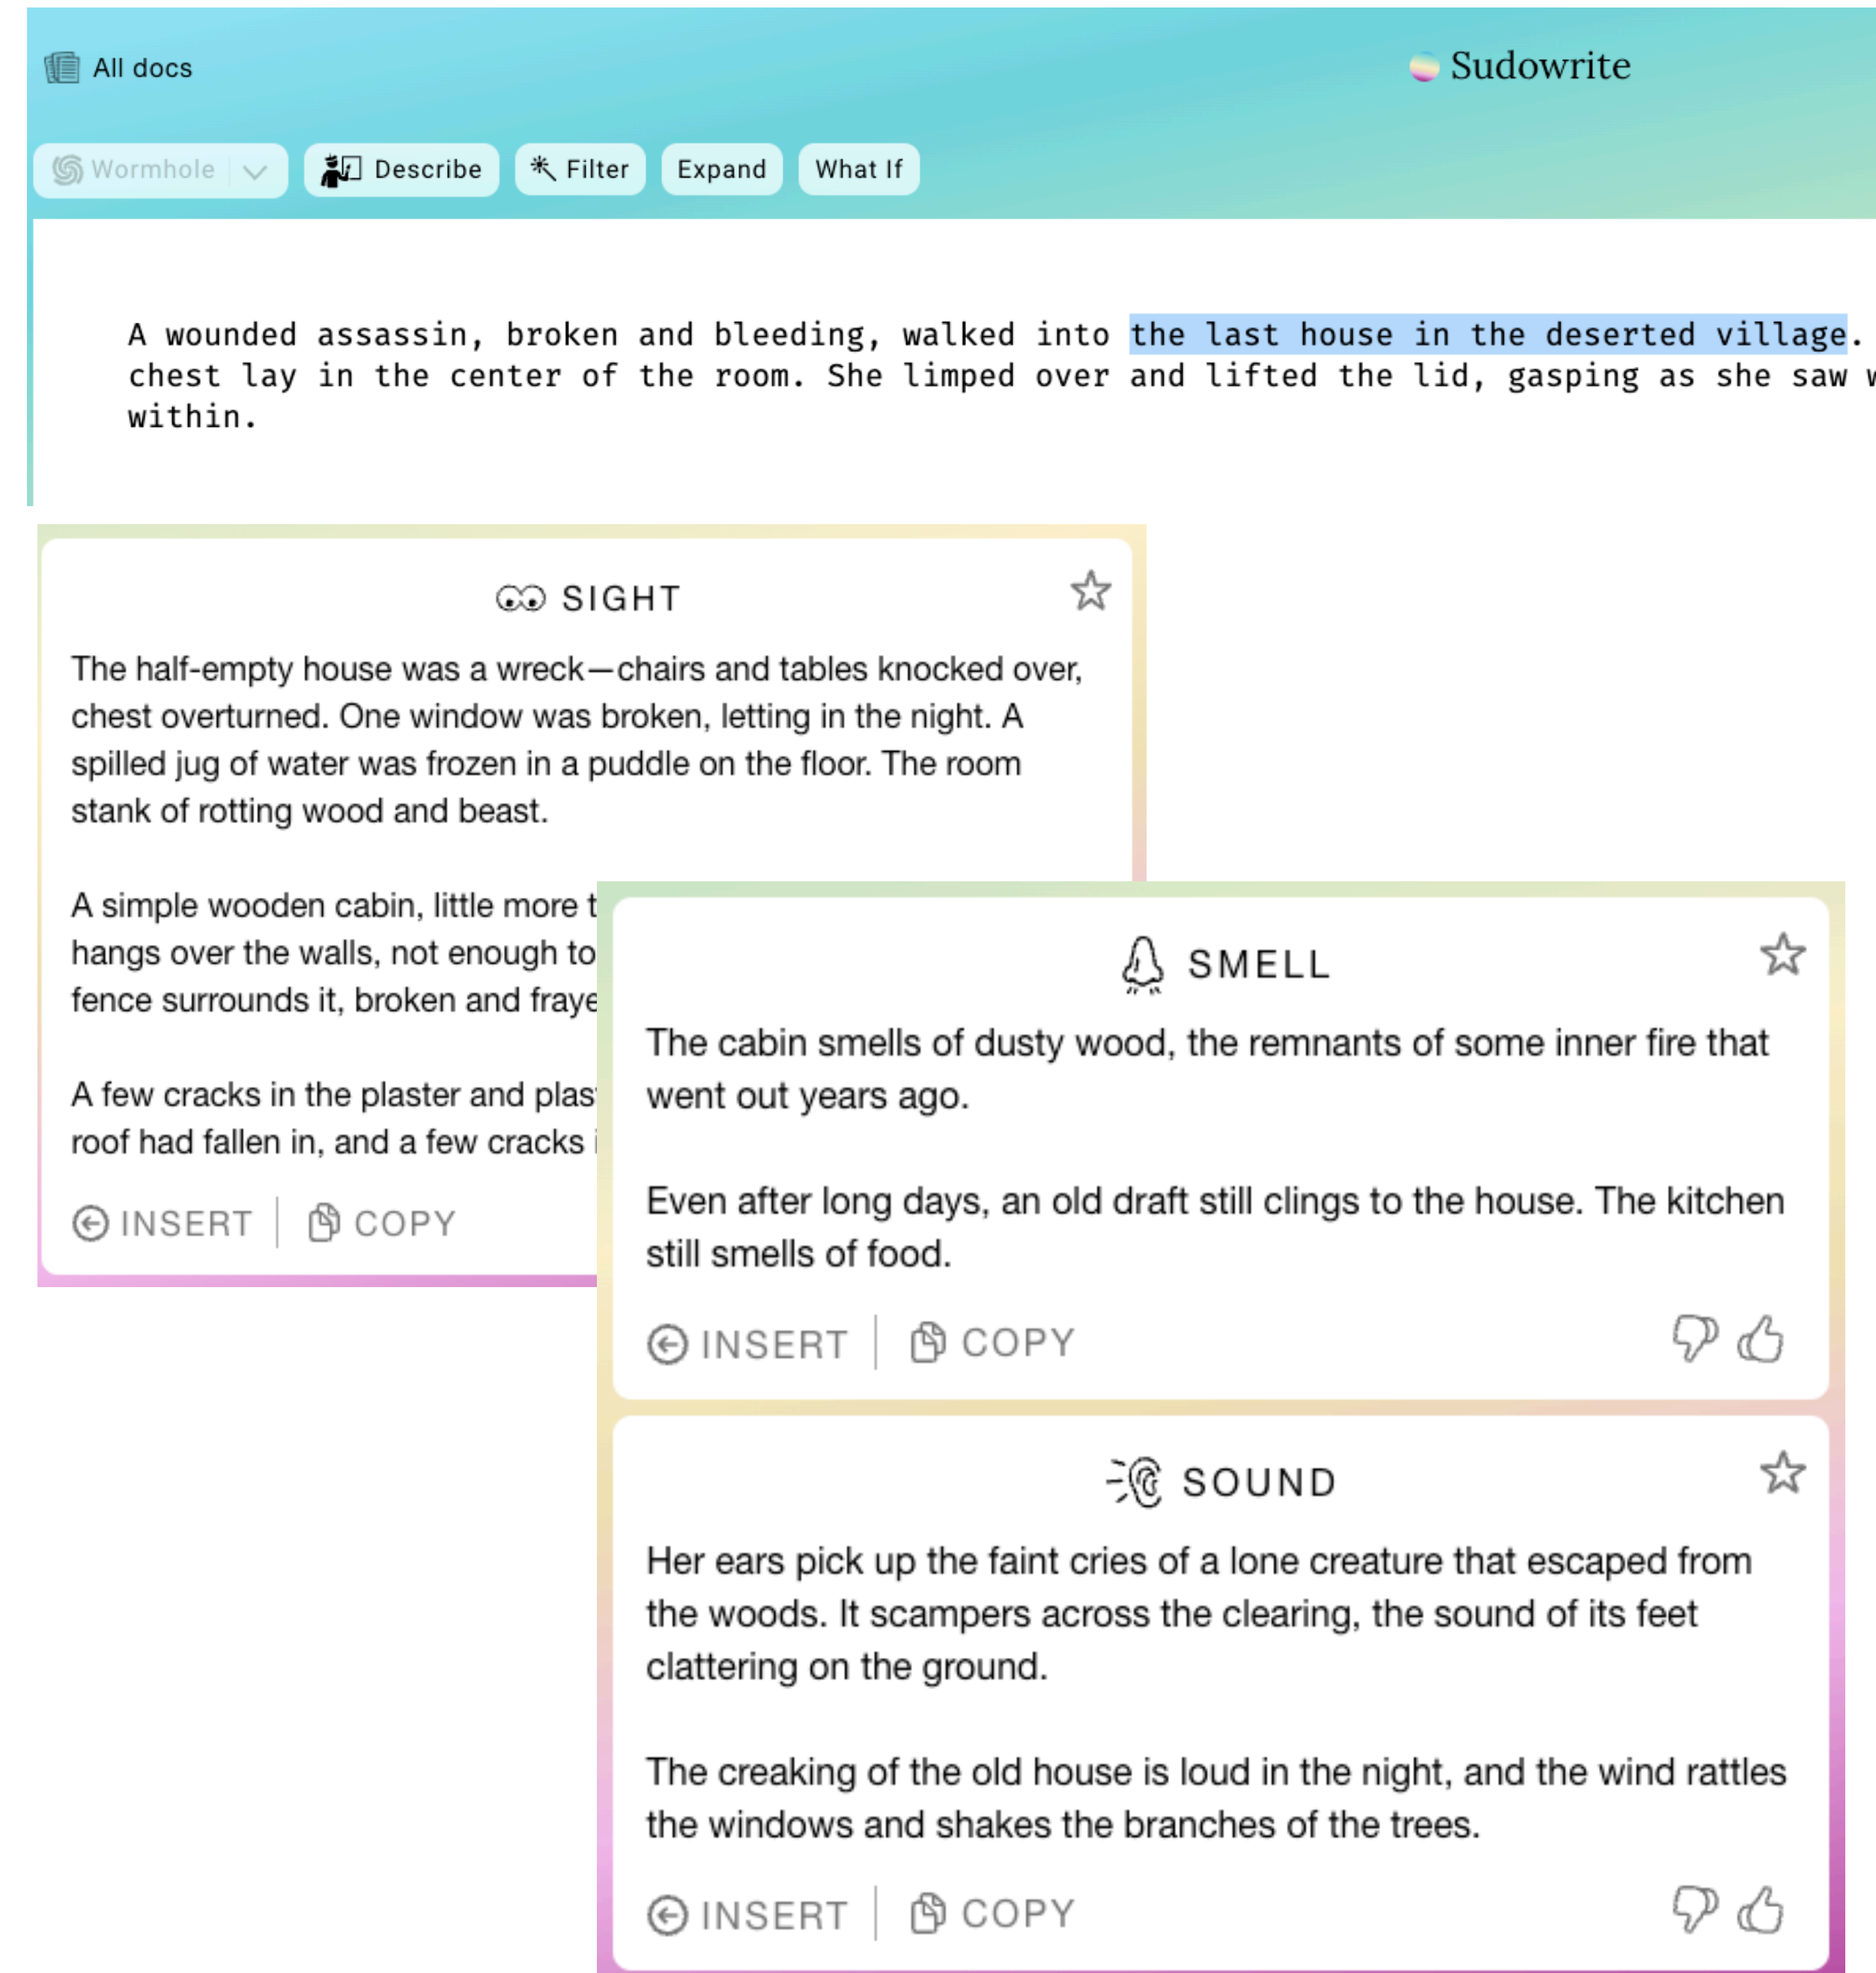 All docs
Sudowrite
Wormhole
Describe
Filter
Expand
What If
A wounded assassin, broken and bleeding, walked into the last house in the deserted village.
chest lay in the center of the room. She limped over and lifted the lid, gasping as she saw
within.
SIGHT
The half-empty house was a wreck—chairs and tables knocked over,
chest overturned. One window was broken, letting in the night. A
spilled jug of water was frozen in a puddle on the floor. The room
stank of rotting wood and beast.
A simple wooden cabin, little more
hangs over the walls, not enough to
fence surrounds it, broken and
A few cracks in the plaster and
roof had fallen in, and a few cracks
INSERT
COPY
SMELL
The cabin smells of dusty wood, the remnants of some inner fire that
went out years ago.
Even after long days, an old draft still clings to the house. The kitchen
still smells of food.
INSERT
COPY
SOUND
Her ears pick up the faint cries of a lone creature that escaped from
the woods. It scampers across the clearing, the sound of its feet
clattering on the ground.
The creaking of the old house is loud in the night, and the wind rattles
the windows and shakes the branches of the trees.
INSERT
COPY